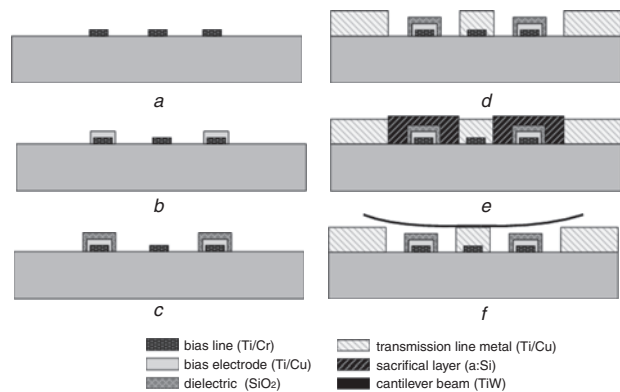 a
d
b
e
c
f
bias line (Ti/Cr)
bias electrode (Ti/Cu)
dielectric (SiO2)
transmission line metal (Ti/Cu)
sacrifical layer (a:Si)
cantilever beam (TiW)